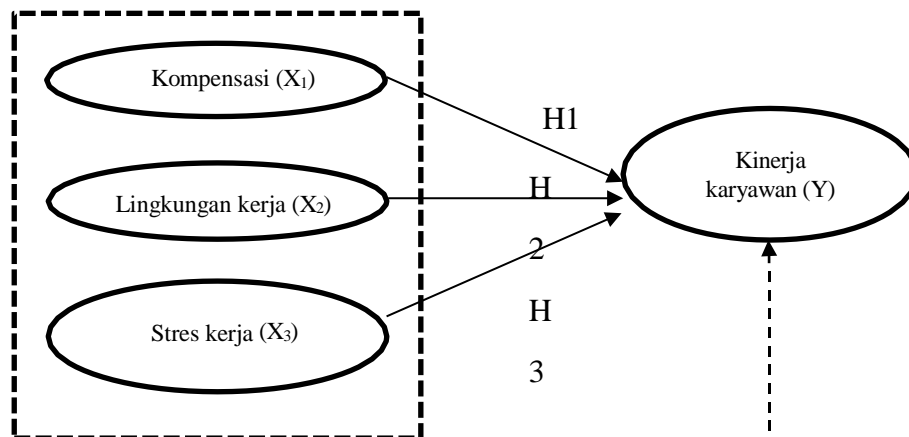 Kompensasi (X₁)
H1
Kinerja
karyawan (Y)
Lingkungan kerja (X₂)
H
2
Stres kerja (X₃)
H
3